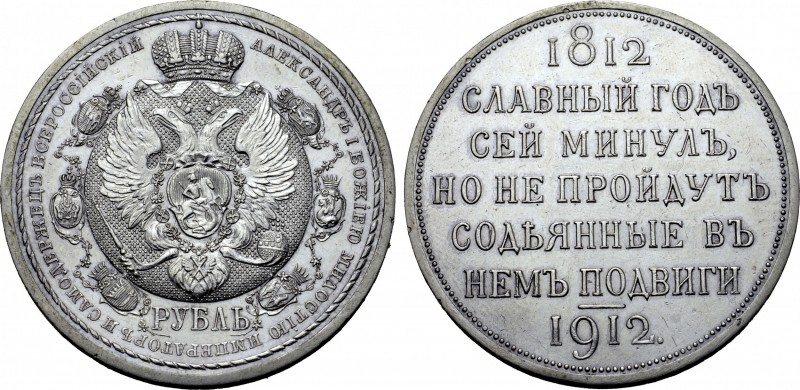 АЛЕКСАНДРЪ I БОЖІЕЮ МИЛОСТІЮ ИМПЕРАТОРЪ И САМОДЕРЖЕЦЪ ВСЕРОССІЙСКІЙ
РУБЛЬ
1812
СЛАВНЫЙ ГОДЪ
СЕЙ МИНУЛЪ,
НО НЕ ПРОЙДУТЪ
СОДѢЯННЫЕ ВЪ
НЕМЪ ПОДВИГИ
1912.